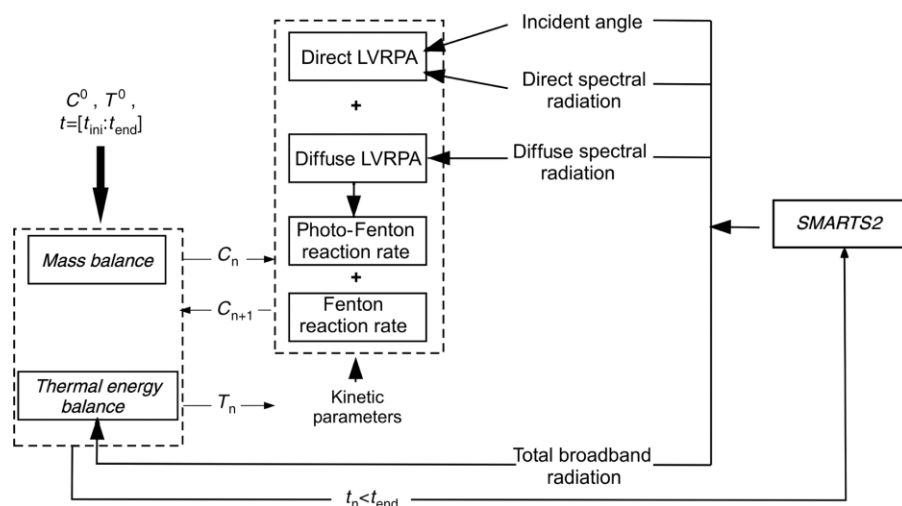 Incident angle
Direct LVRPA
Direct spectral
radiation
+
C⁰ , T⁰ ,
t=[tᵢₙᵢ:tₑₙd]
Diffuse LVRPA
Diffuse spectral
radiation
Photo-Fenton
reaction rate
SMARTS2
Mass balance
Cₙ
+
Cₙ₊₁
Fenton
reaction rate
Thermal energy
balance
Tₙ
Kinetic
parameters
Total broadband
radiation
tₙ<tₑₙd